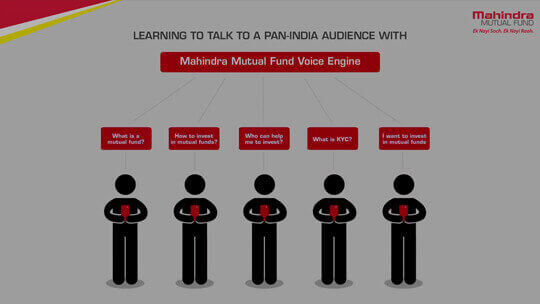 Mahindra
MUTUAL FUND
Ek Nayi Soch. Ek Nayi Raah.
LEARNING TO TALK TO A PAN-INDIA AUDIENCE WITH
Mahindra Mutual Fund Voice Engine
What is a
mutual fund?
How to invest
in mutual funds?
Who can help
me to invest?
What is KYC?
I want to invest
in mutual funds